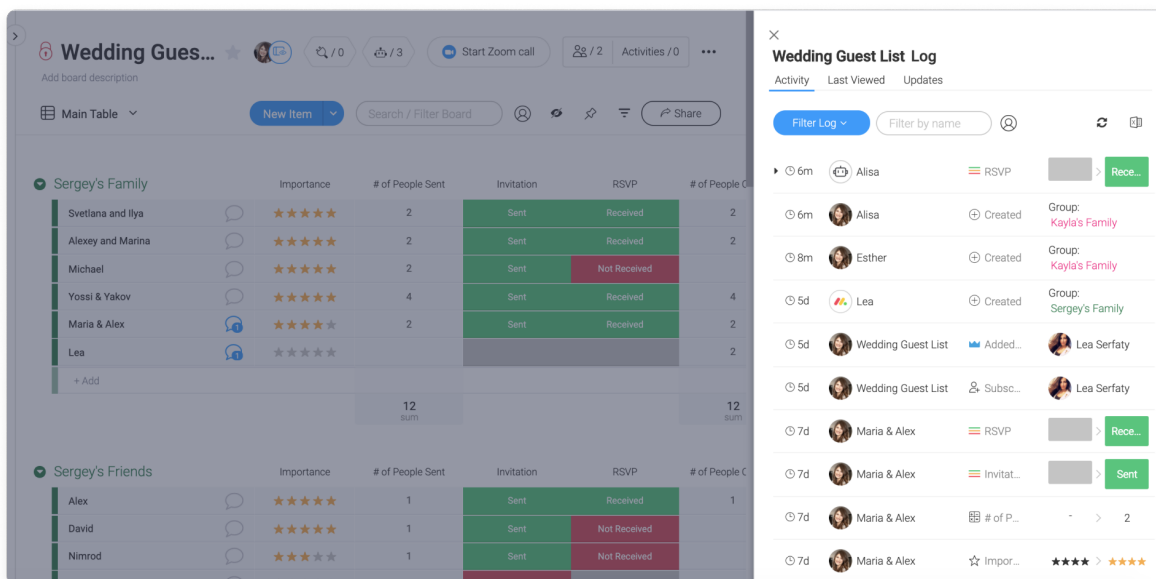 Wedding Gues...
/ 0
/ 3
Start Zoom call
/ 2
Activities / 0
Add board description
Main Table
New Item
Search / Filter Board
Share
Sergey's Family
Importance
# of People Sent
Invitation
RSVP
# of People C
Svetlana and Ilya
2
Sent
Received
2
Alexey and Marina
2
Sent
Received
2
Michael
2
Sent
Not Received
Yossi & Yakov
4
Sent
Received
4
Maria & Alex
1
2
Sent
Received
2
Lea
1
2
+ Add
12
sum
12
sum
Sergey's Friends
Importance
# of People Sent
Invitation
RSVP
# of People C
Alex
1
Sent
Received
1
David
1
Sent
Not Received
Nimrod
1
Sent
Not Received
Wedding Guest List Log
Activity
Last Viewed
Updates
Filter Log
Filter by name
6m
Alisa
RSVP
Rece...
6m
Alisa
Created
Group:
Kayla's Family
8m
Esther
Created
Group:
Kayla's Family
5d
Lea
Created
Group:
Sergey's Family
5d
Wedding Guest List
Added...
Lea Serfaty
5d
Wedding Guest List
Subsc...
Lea Serfaty
7d
Maria & Alex
RSVP
Rece...
7d
Maria & Alex
Invitat...
Sent
7d
Maria & Alex
# of P...
-
2
7d
Maria & Alex
Impor...